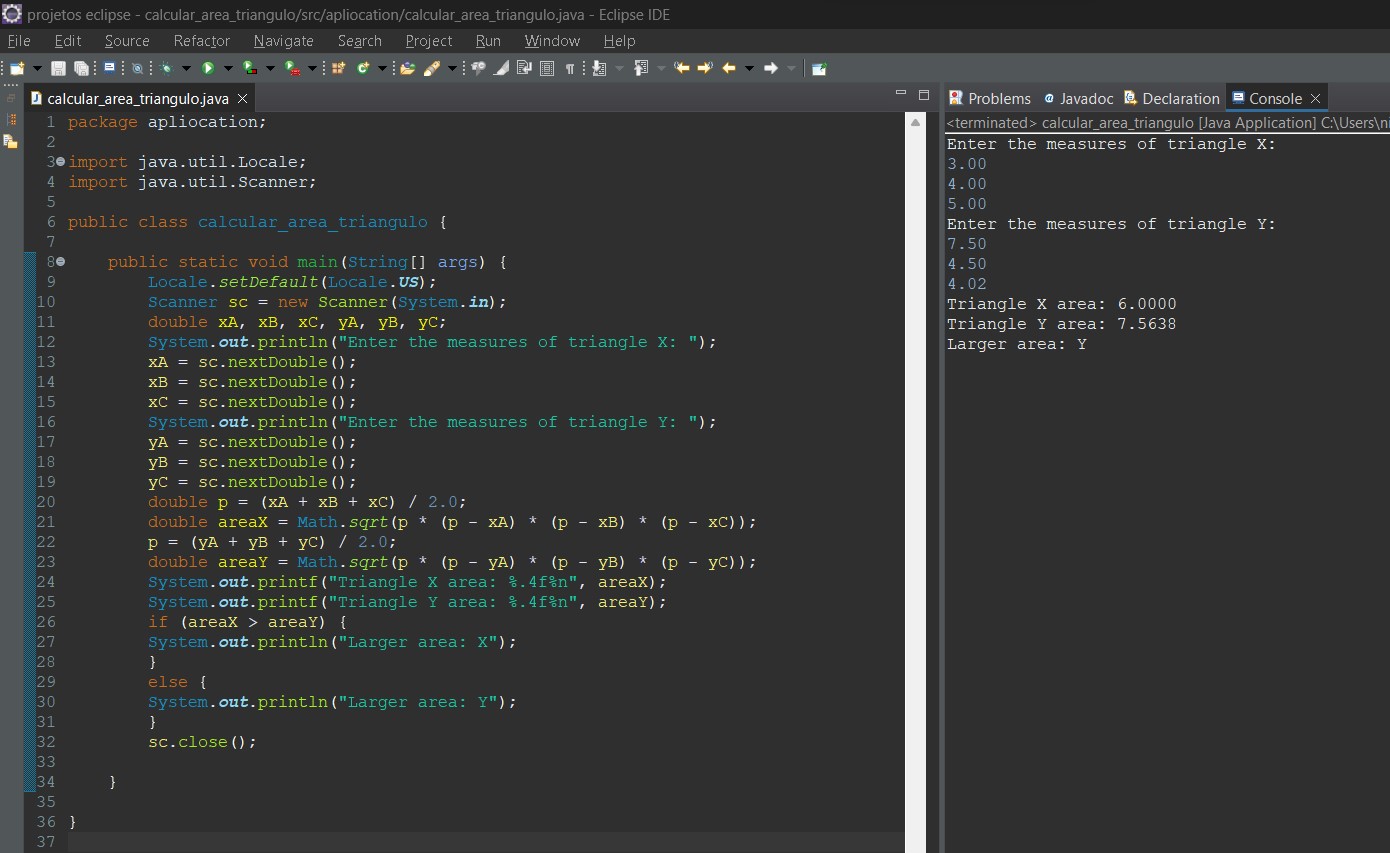 projetos eclipse - calcular_area_triangulo/src/apliocation/calcular_area_triangulo.java - Eclipse IDE
File Edit Source Refactor Navigate Search Project Run Window Help
calcular_area_triangulo.java
1 package apliocation;
2
3 import java.util.Locale;
4 import java.util.Scanner;
5
6 public class calcular_area_triangulo {
7
8 public static void main(String[] args) {
9 Locale.setDefault(Locale.US);
10 Scanner sc = new Scanner(System.in);
11 double xA, xB, xC, yA, yB, yC;
12 System.out.println("Enter the measures of triangle X: ");
13 xA = sc.nextDouble();
14 xB = sc.nextDouble();
15 xC = sc.nextDouble();
16 System.out.println("Enter the measures of triangle Y: ");
17 yA = sc.nextDouble();
18 yB = sc.nextDouble();
19 yC = sc.nextDouble();
20 double p = (xA + xB + xC) / 2.0;
21 double areaX = Math.sqrt(p * (p - xA) * (p - xB) * (p - xC));
22 p = (yA + yB + yC) / 2.0;
23 double areaY = Math.sqrt(p * (p - yA) * (p - yB) * (p - yC));
24 System.out.printf("Triangle X area: %.4f%n", areaX);
25 System.out.printf("Triangle Y area: %.4f%n", areaY);
26 if (areaX > areaY) {
27 System.out.println("Larger area: X");
28 }
29 else {
30 System.out.println("Larger area: Y");
31 }
32 sc.close();
33
34 }
35
36 }
37
Problems Javadoc Declaration Console
<terminated> calcular_area_triangulo [Java Application] C:\Users\ni
Enter the measures of triangle X:
3.00
4.00
5.00
Enter the measures of triangle Y:
7.50
4.50
4.02
Triangle X area: 6.0000
Triangle Y area: 7.5638
Larger area: Y